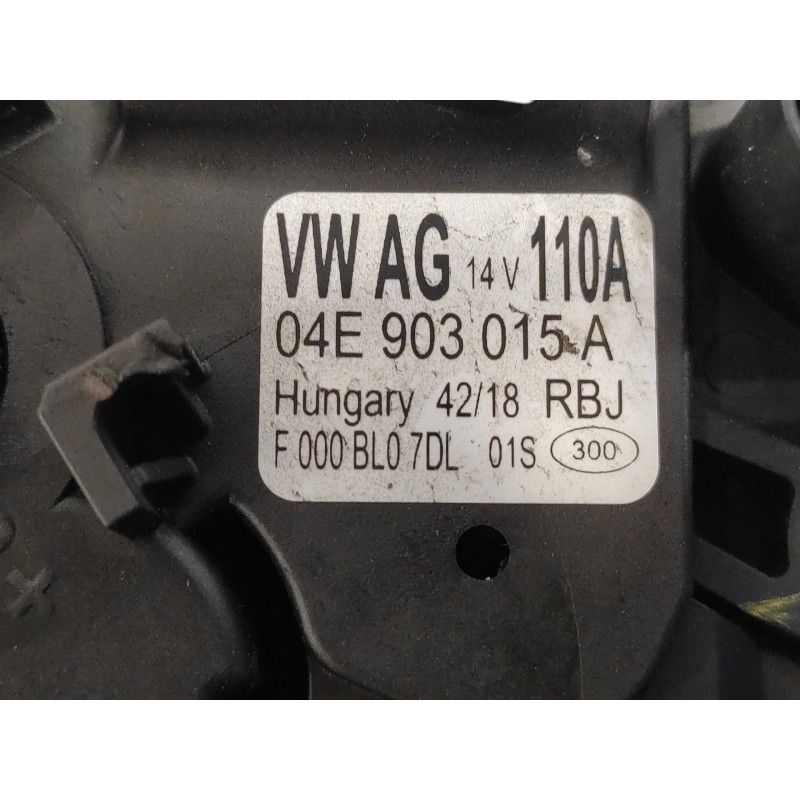 VW AG 14 V 110A
04E 903 015 A
Hungary 42/18 RBJ
F 000 BL0 7DL 01S 300